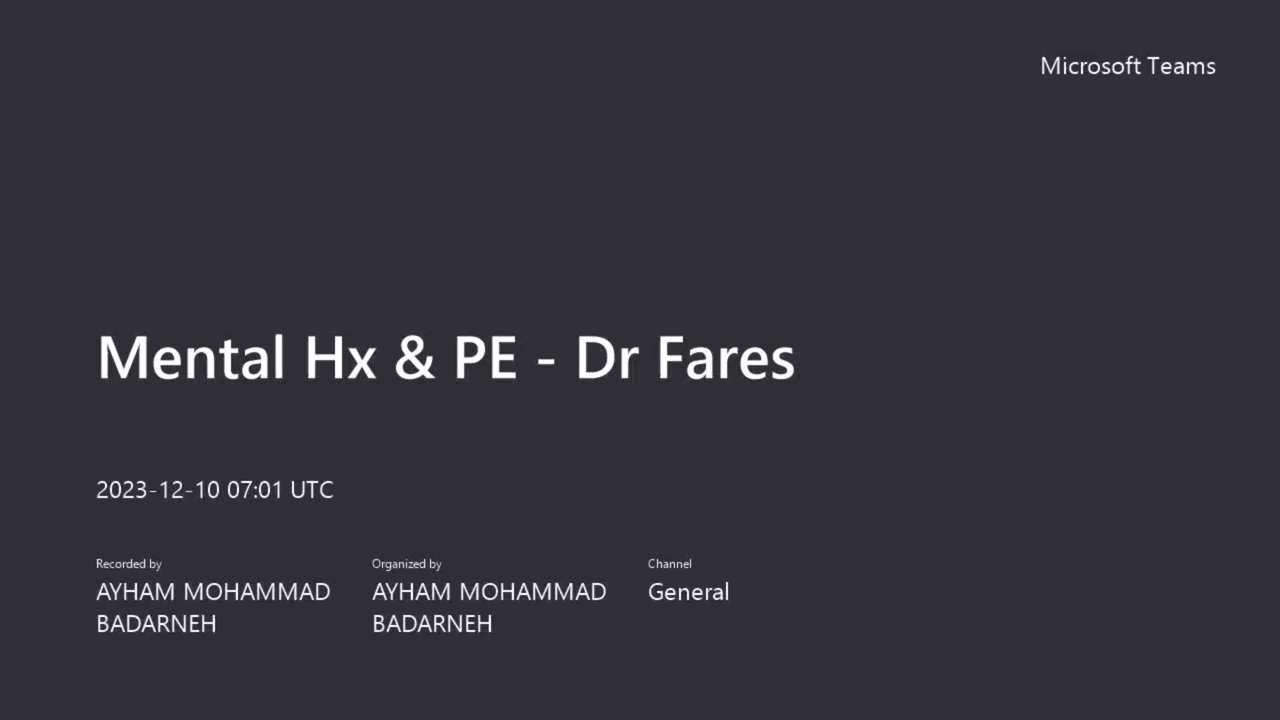 Microsoft Teams
Mental Hx & PE - Dr Fares
2023-12-10 07:01 UTC
Recorded by
AYHAM MOHAMMAD
BADARNEH
Organized by
AYHAM MOHAMMAD
BADARNEH
Channel
General